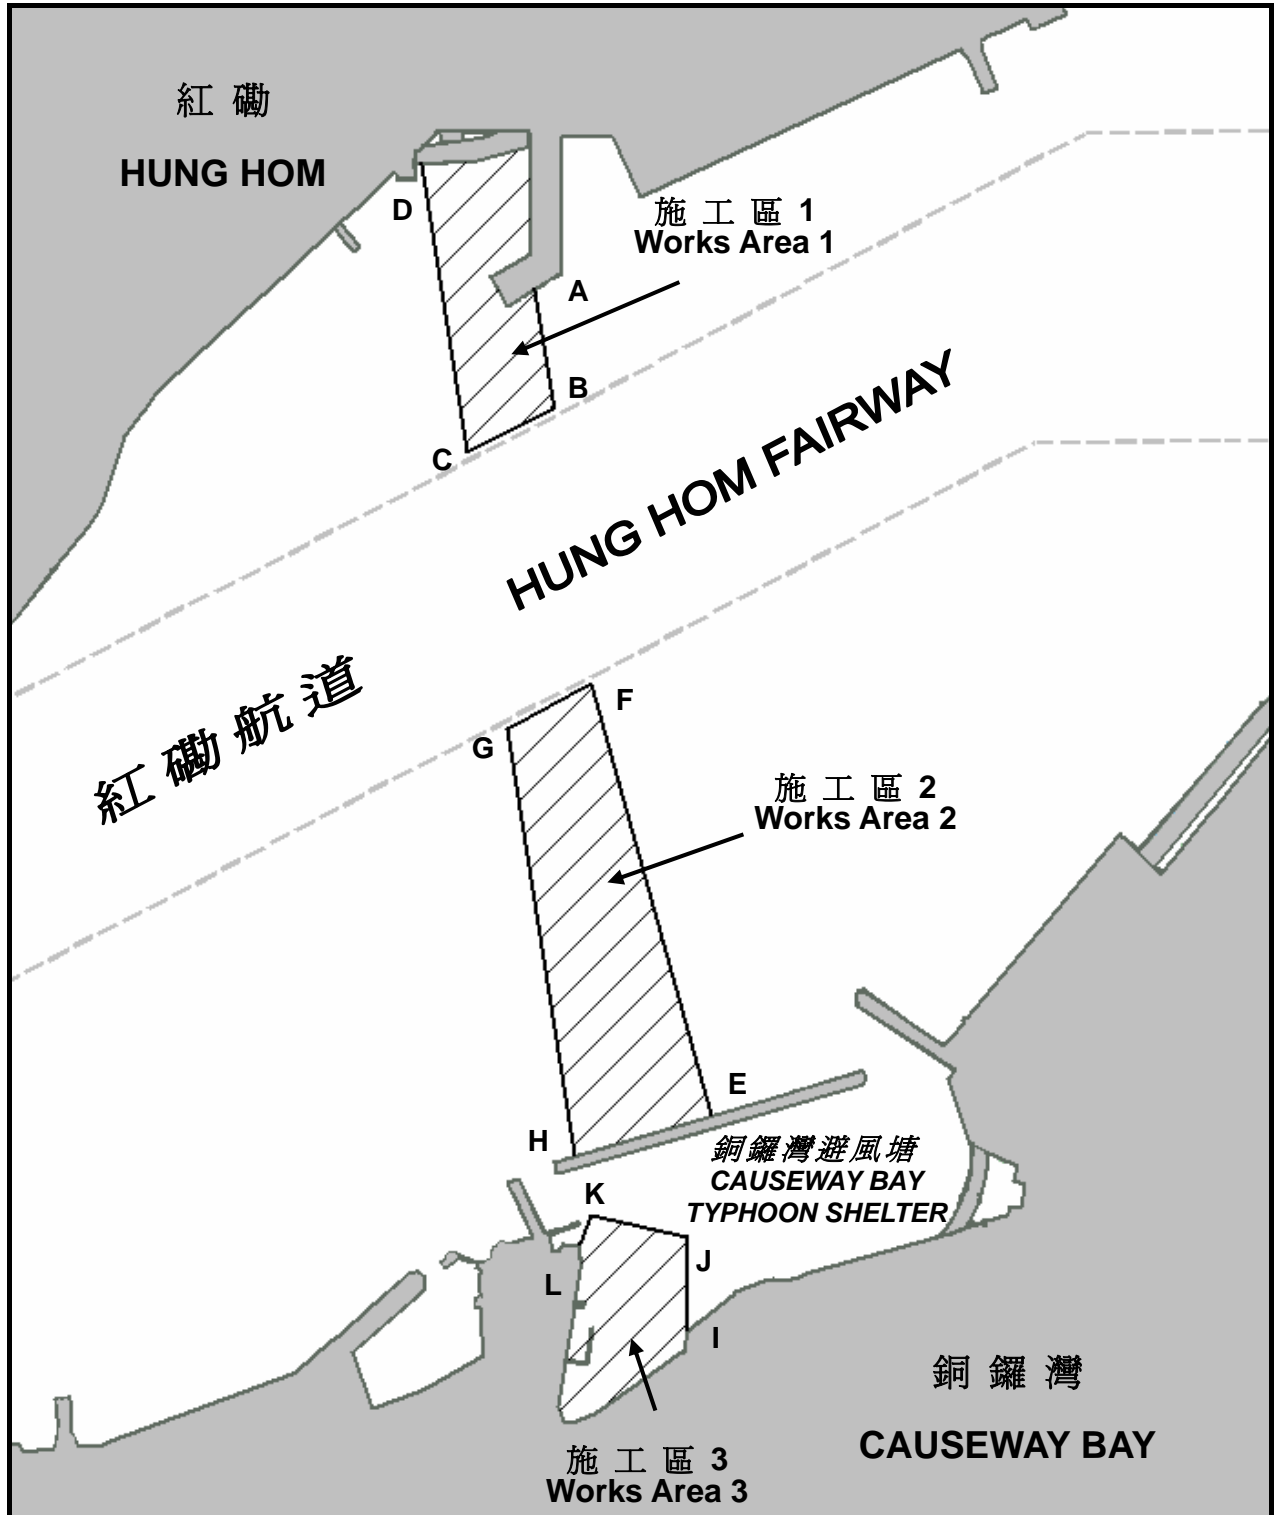 紅磡
HUNG HOM
D
施工區 1
Works Area 1
A
B
C
HUNG HOM FAIRWAY
紅磡航道
F
G
施工區 2
Works Area 2
E
H
銅鑼灣避風塘
CAUSEWAY BAY
TYPHOON SHELTER
K
J
L
I
銅鑼灣
CAUSEWAY BAY
施工區 3
Works Area 3